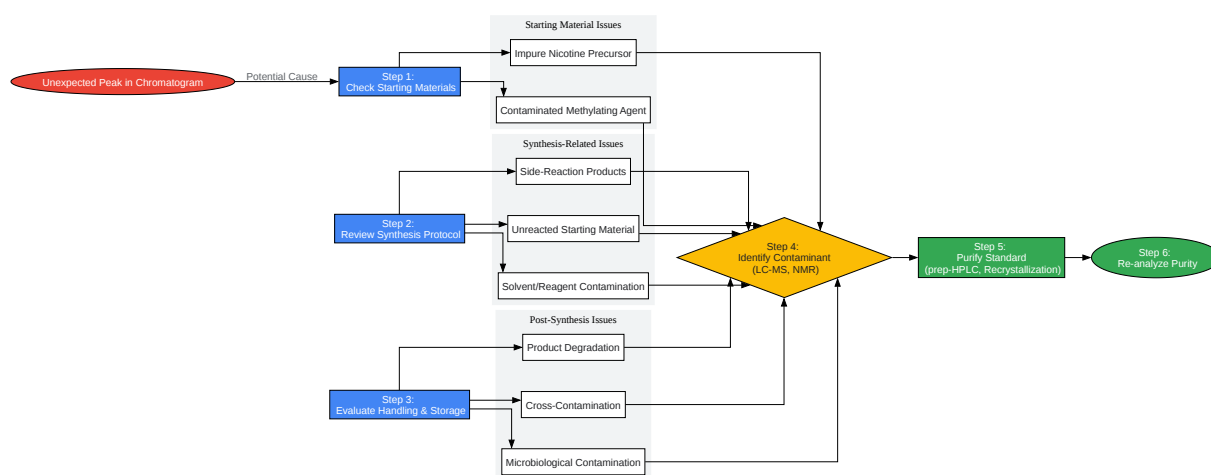 Starting Material Issues
Impure Nicotine Precursor
Unexpected Peak in Chromatogram
Potential Cause
Step 1:
Check Starting Materials
Contaminated Methylating Agent
Synthesis-Related Issues
Side-Reaction Products
Step 2:
Review Synthesis Protocol
Unreacted Starting Material
Solvent/Reagent Contamination
Step 4:
Identify Contaminant
(LC-MS, NMR)
Step 5:
Purify Standard
(prep-HPLC, Recrystallization)
Step 6:
Re-analyze Purity
Post-Synthesis Issues
Product Degradation
Step 3:
Evaluate Handling & Storage
Cross-Contamination
Microbiological Contamination